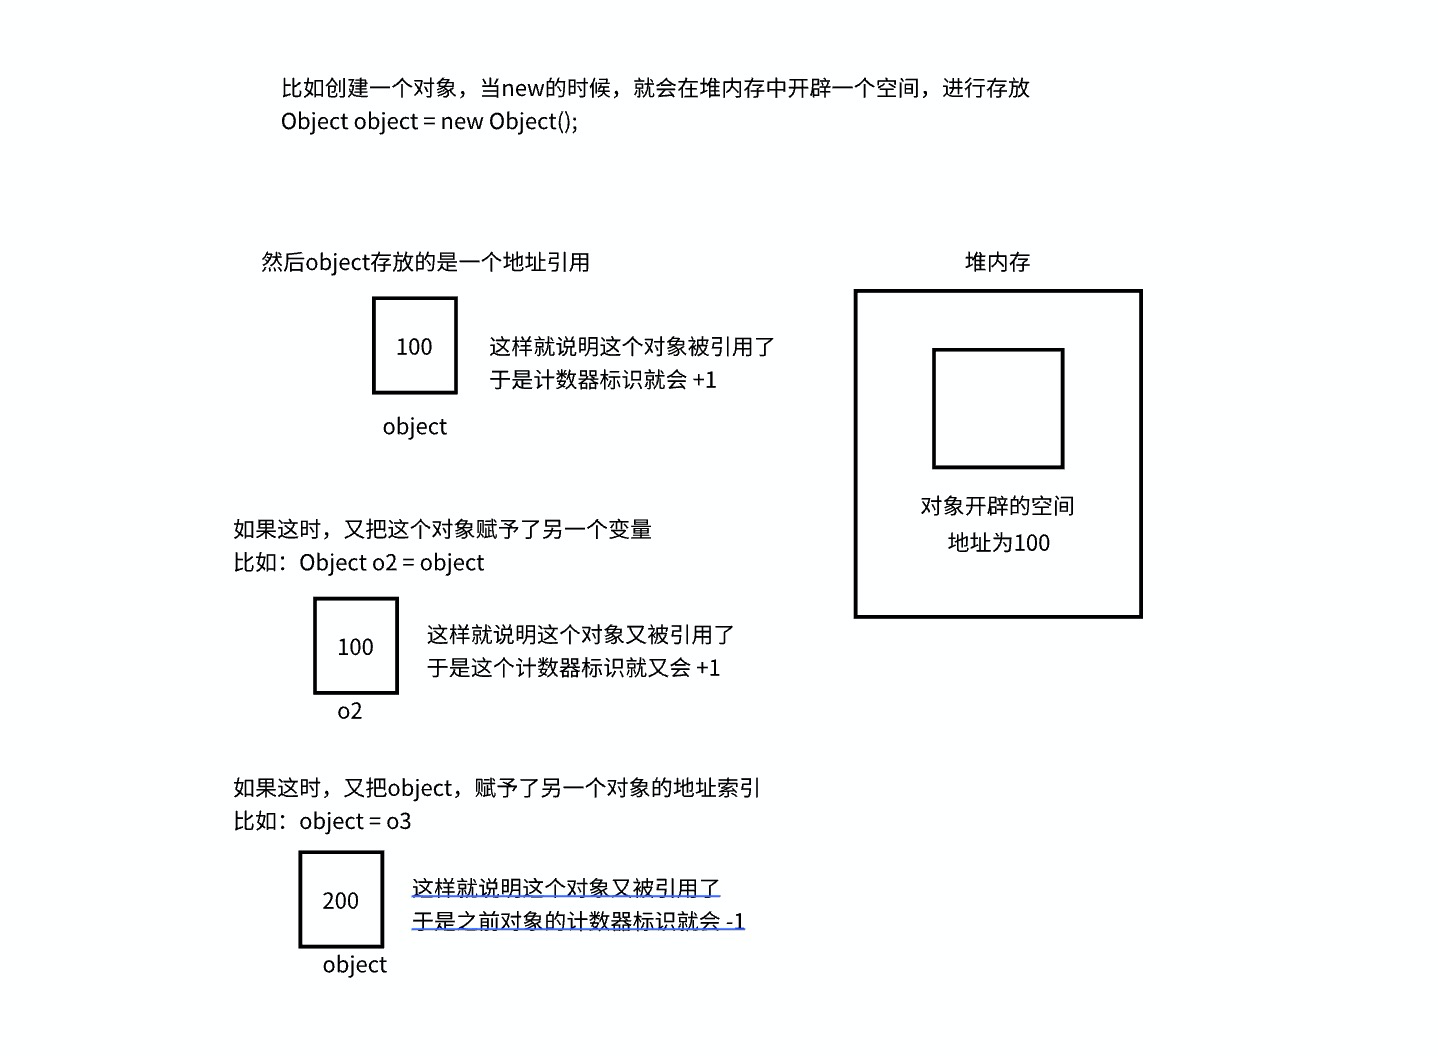 比如创建一个对象，当new的时候，就会在堆内存中开辟一个空间，进行存放
Object object = new Object();
然后object存放的是一个地址引用
堆内存
100
这样就说明这个对象被引用了
于是计数器标识就会 +1
object
对象开辟的空间
地址为100
如果这时，又把这个对象赋予了另一个变量
比如：Object o2 = object
100
这样就说明这个对象又被引用了
于是这个计数器标识就又会 +1
o2
如果这时，又把object，赋予了另一个对象的地址索引
比如：object = o3
200
这样就说明这个对象又被引用了
于是之前对象的计数器标识就会 -1
object